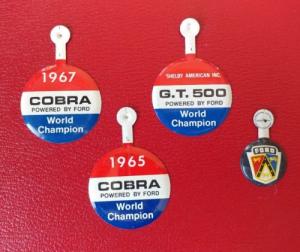 1967
COBRA
POWERED BY FORD
World
Champion
SHELBY AMERICAN INC.
G.T. 500
POWERED BY FORD
World
Champion
1965
COBRA
POWERED BY FORD
World
Champion
FORD